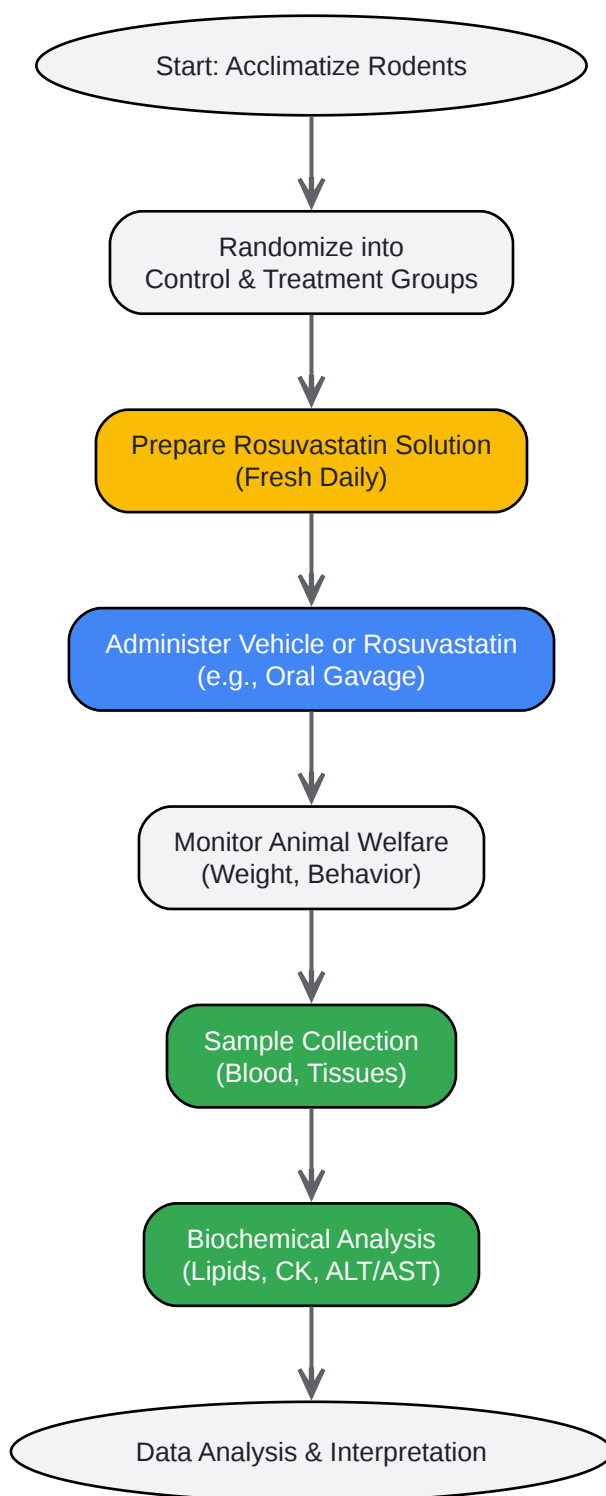 Start: Acclimatize Rodents
Randomize into
Control & Treatment Groups
Prepare Rosuvastatin Solution
(Fresh Daily)
Administer Vehicle or Rosuvastatin
(e.g., Oral Gavage)
Monitor Animal Welfare
(Weight, Behavior)
Sample Collection
(Blood, Tissues)
Biochemical Analysis
(Lipids, CK, ALT/AST)
Data Analysis & Interpretation